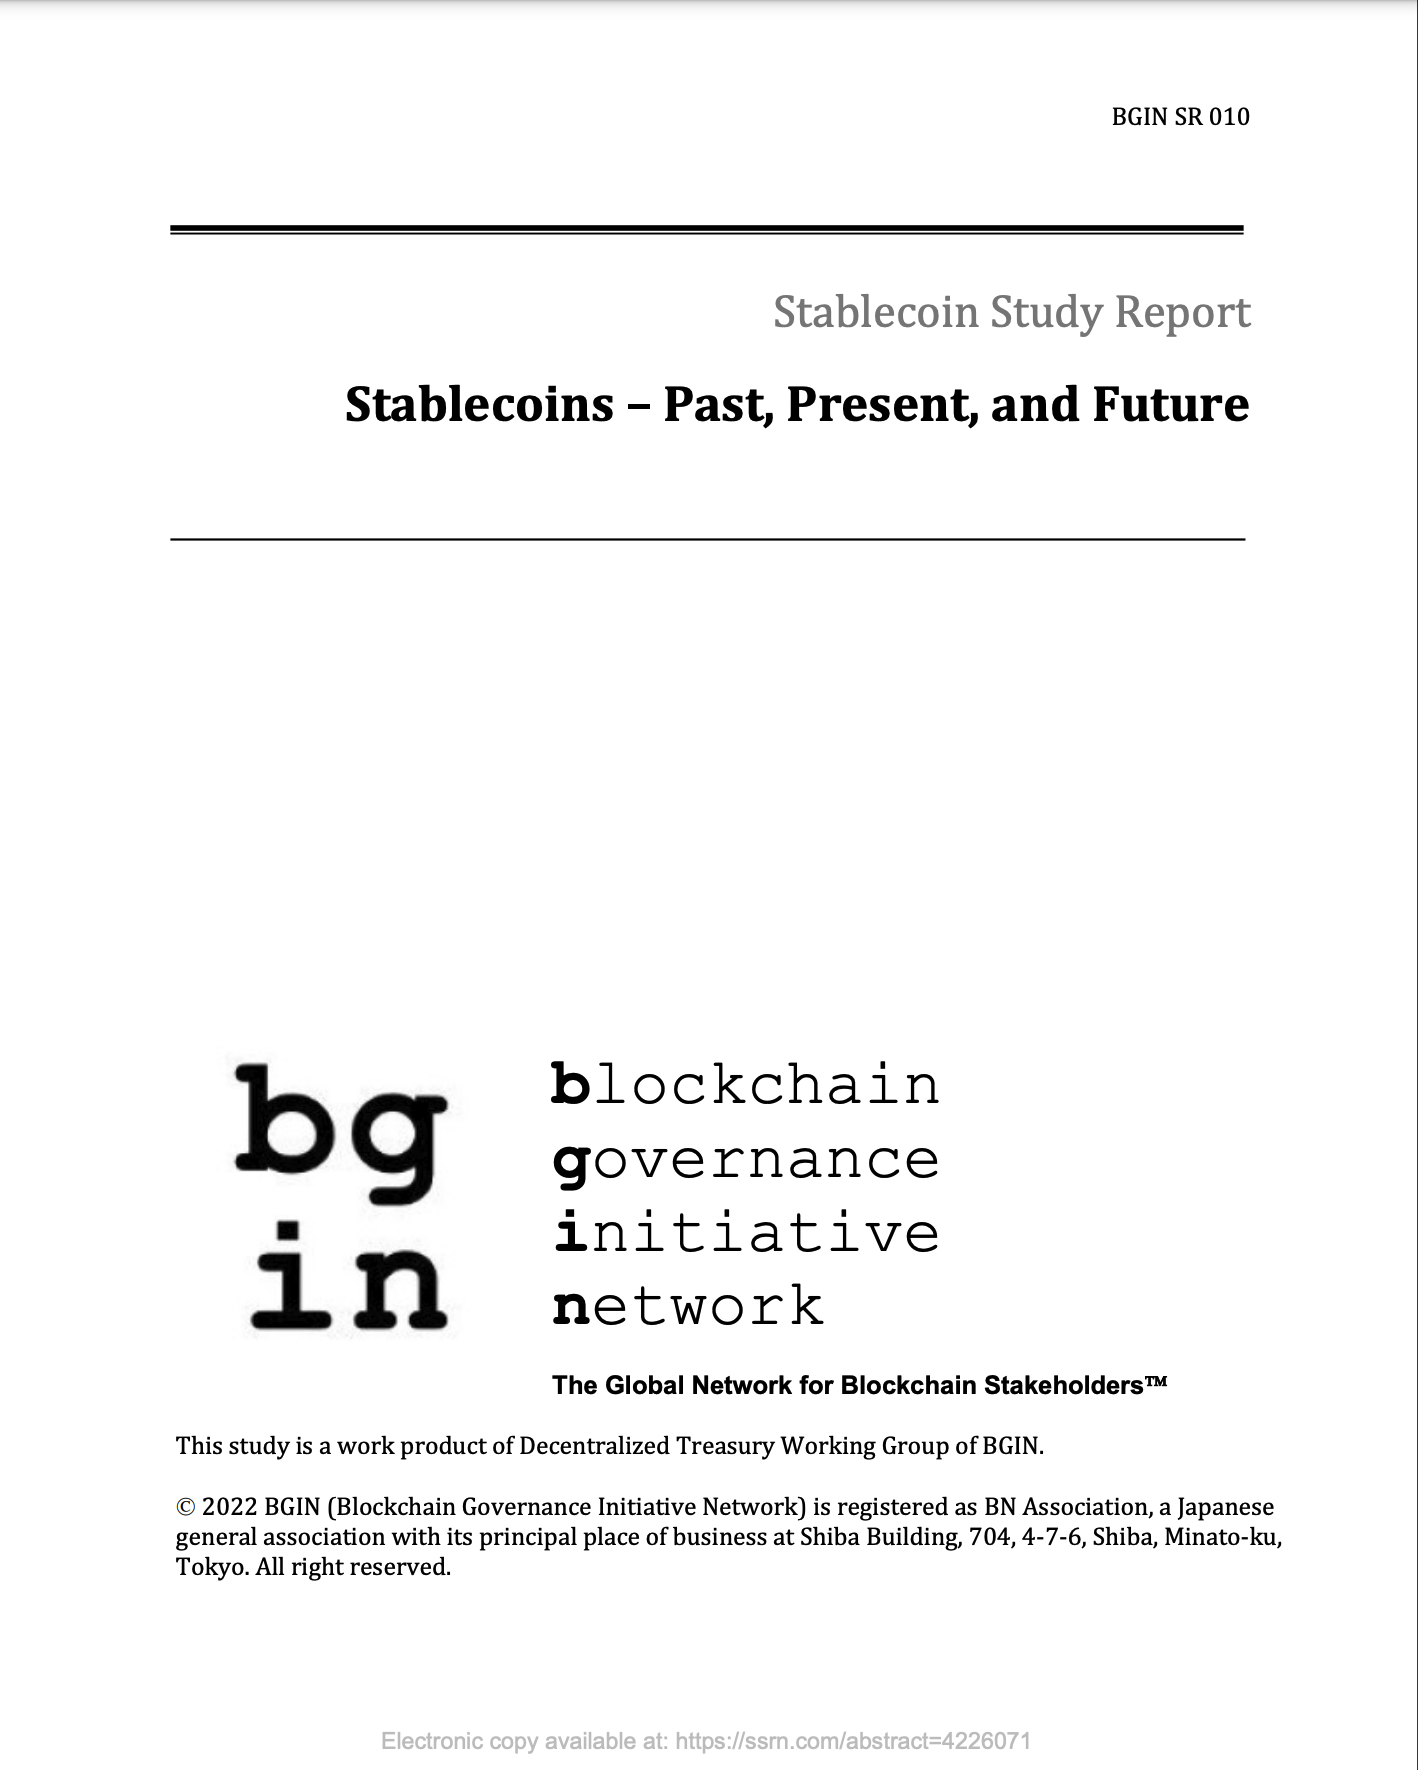 BGIN SR 010
Stablecoin Study Report
Stablecoins – Past, Present, and Future
bg
in
blockchain
governance
initiative
network
The Global Network for Blockchain Stakeholders™
This study is a work product of Decentralized Treasury Working Group of BGIN.
© 2022 BGIN (Blockchain Governance Initiative Network) is registered as BN Association, a Japanese
general association with its principal place of business at Shiba Building, 704, 4-7-6, Shiba, Minato-ku,
Tokyo. All right reserved.
Electronic copy available at: https://ssrn.com/abstract=4226071